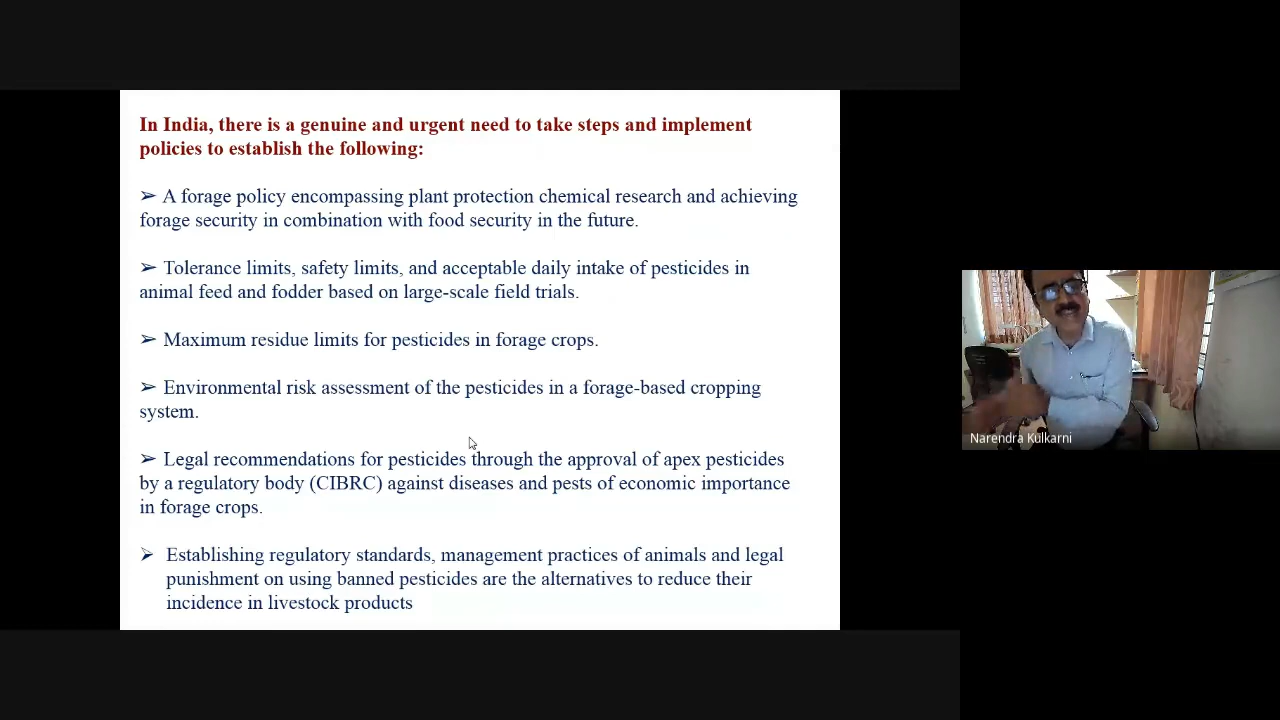 In India, there is a genuine and urgent need to take steps and implement
policies to establish the following:
➢ A forage policy encompassing plant protection chemical research and achieving
forage security in combination with food security in the future.
➢ Tolerance limits, safety limits, and acceptable daily intake of pesticides in
animal feed and fodder based on large-scale field trials.
➢ Maximum residue limits for pesticides in forage crops.
➢ Environmental risk assessment of the pesticides in a forage-based cropping
system.
➢ Legal recommendations for pesticides through the approval of apex pesticides
by a regulatory body (CIBRC) against diseases and pests of economic importance
in forage crops.
➢ Establishing regulatory standards, management practices of animals and legal
punishment on using banned pesticides are the alternatives to reduce their
incidence in livestock products
Narendra Kulkarni